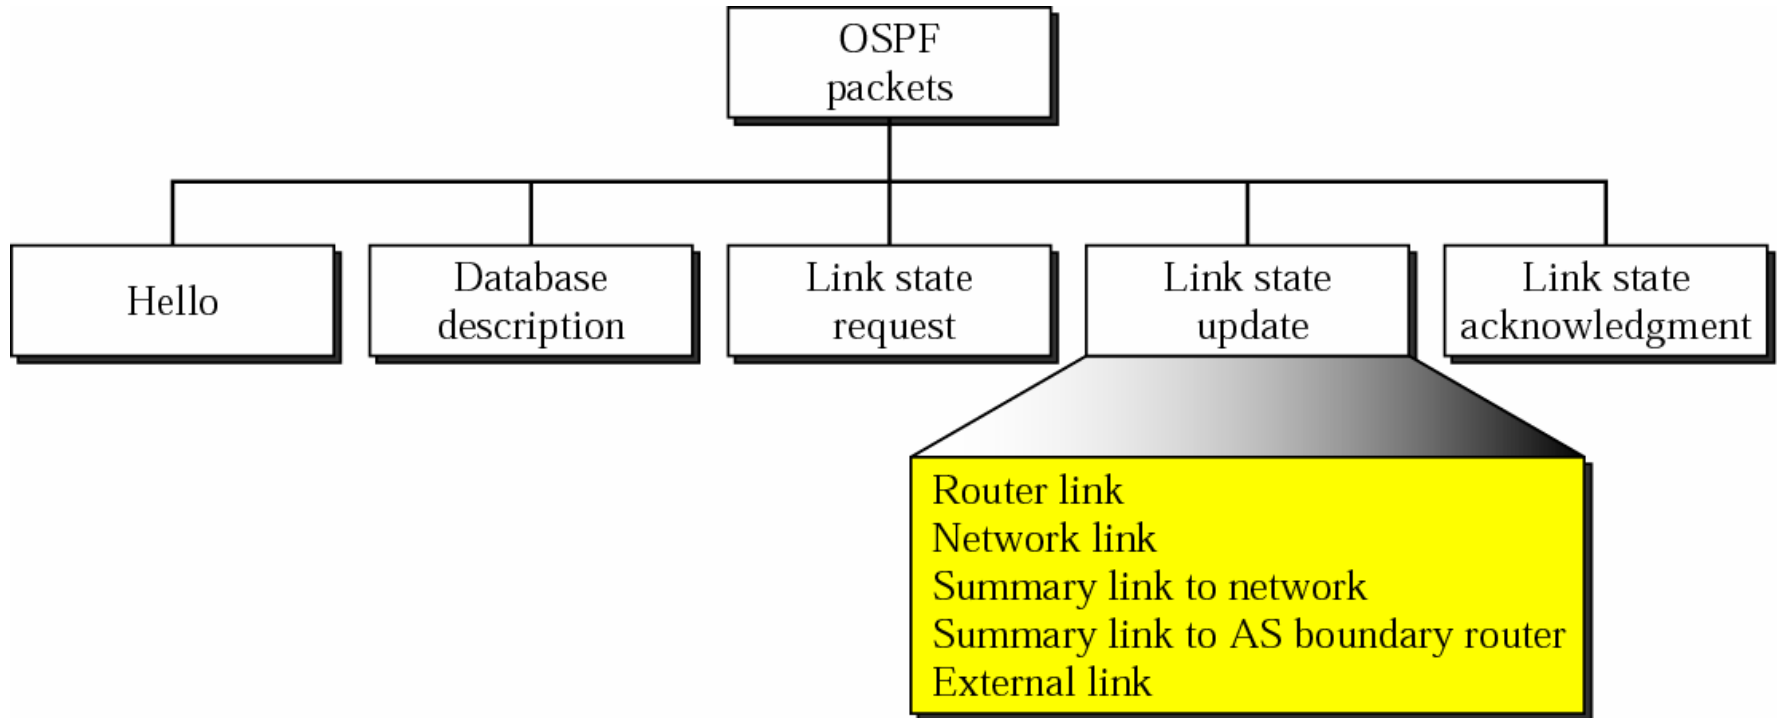 OSPF
packets
Hello
Database
description
Link state
request
Link state
update
Link state
acknowledgment
Router link
Network link
Summary link to network
Summary link to AS boundary router
External link